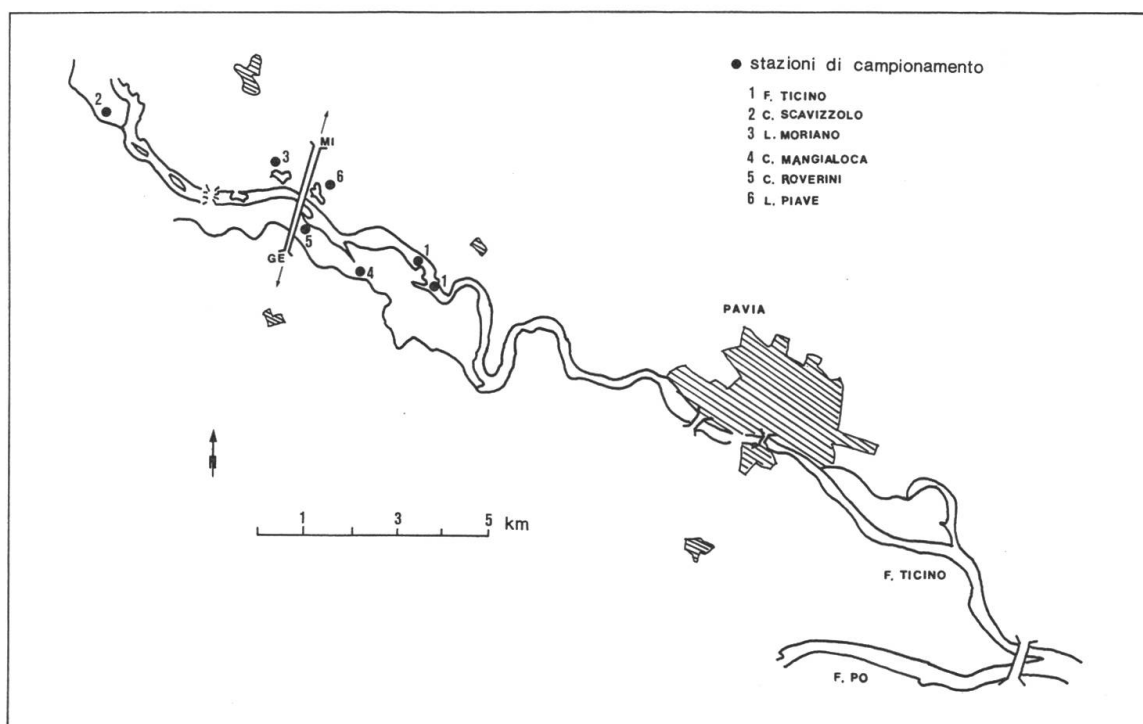 ● stazioni di campionamento
1 F. TICINO
2 C. SCAVIZZOLO
3 L. MORIANO
4 C. MANGIALOCA
5 C. ROVERINI
6 L. PIAVE
2
3
MI
6
5
GE
4
1
1
PAVIA
N
1 3 5 km
F. TICINO
F. PO